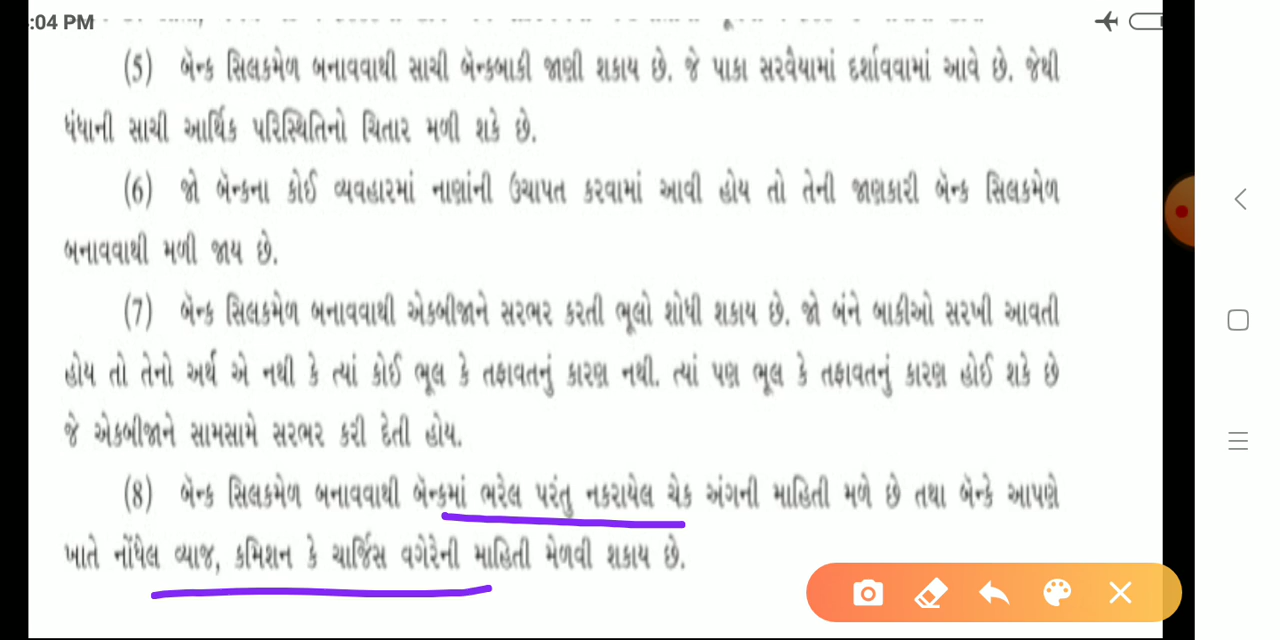 :04 PM
(5) બૅન્ક સિલકમેળ બનાવવાથી સાચી બૅન્કબાકી જાણી શકાય છે. જે પાકા સરવૈયામાં દર્શાવવામાં આવે છે. જેથી
ધંધાની સાચી આર્થિક પરિસ્થિતિનો ચિતાર મળી શકે છે.
(6) જો બૅન્કના કોઈ વ્યવહારમાં નાણાંની ઉચાપત કરવામાં આવી હોય તો તેની જાણકારી બૅન્ક સિલકમેળ
બનાવવાથી મળી જાય છે.
(7) બૅન્ક સિલકમેળ બનાવવાથી એકબીજાને સરભર કરતી ભૂલો શોધી શકાય છે. જો બંને બાકીઓ સરખી આવતી
હોય તો તેનો અર્થ એ નથી કે ત્યાં કોઈ ભૂલ કે તફાવતનું કારણ નથી. ત્યાં પણ ભૂલ કે તફાવતનું કારણ હોઈ શકે છે
જે એકબીજાને સામસામે સરભર કરી દેતી હોય.
(8) બૅન્ક સિલકમેળ બનાવવાથી બૅન્કમાં ભરેલ પરંતુ નકરાયેલ ચેક અંગની માહિતી મળે છે તથા બૅન્કે આપણે
ખાતે નોંધેલ વ્યાજ, કમિશન કે ચાર્જિસ વગેરેની માહિતી મેળવી શકાય છે.